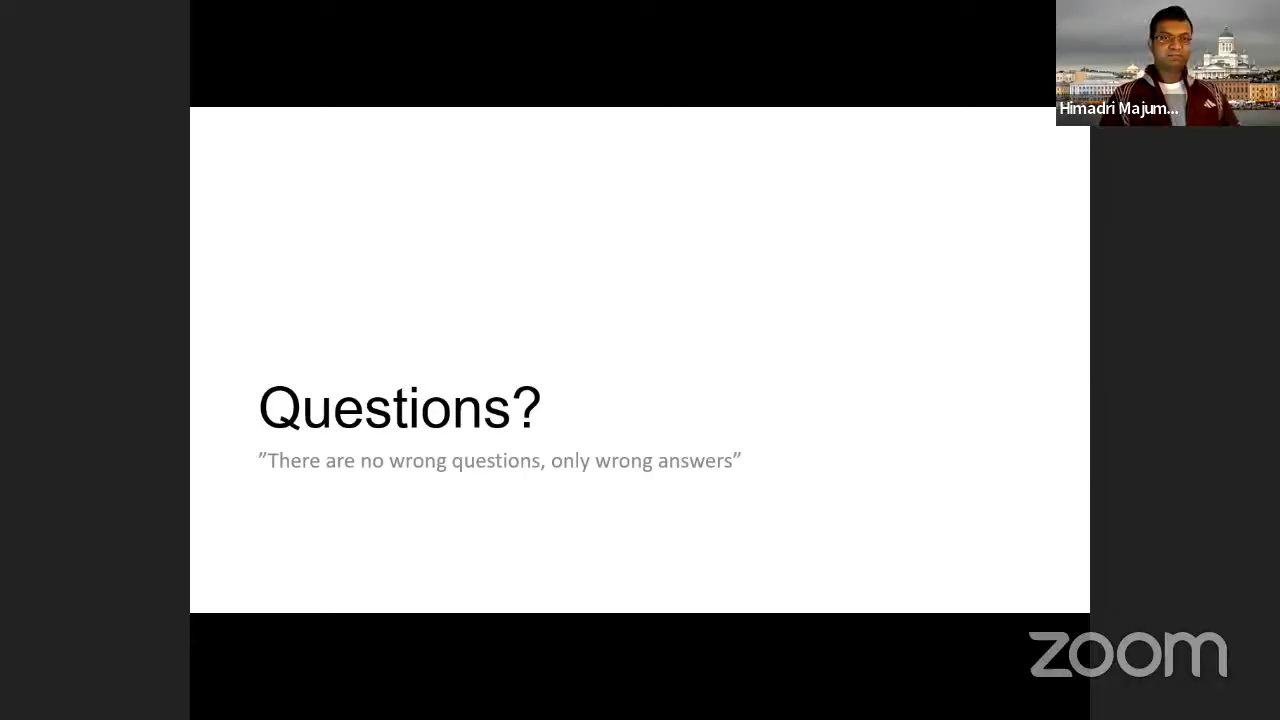 Himadri Majum...
Questions?
”There are no wrong questions, only wrong answers”
zoom